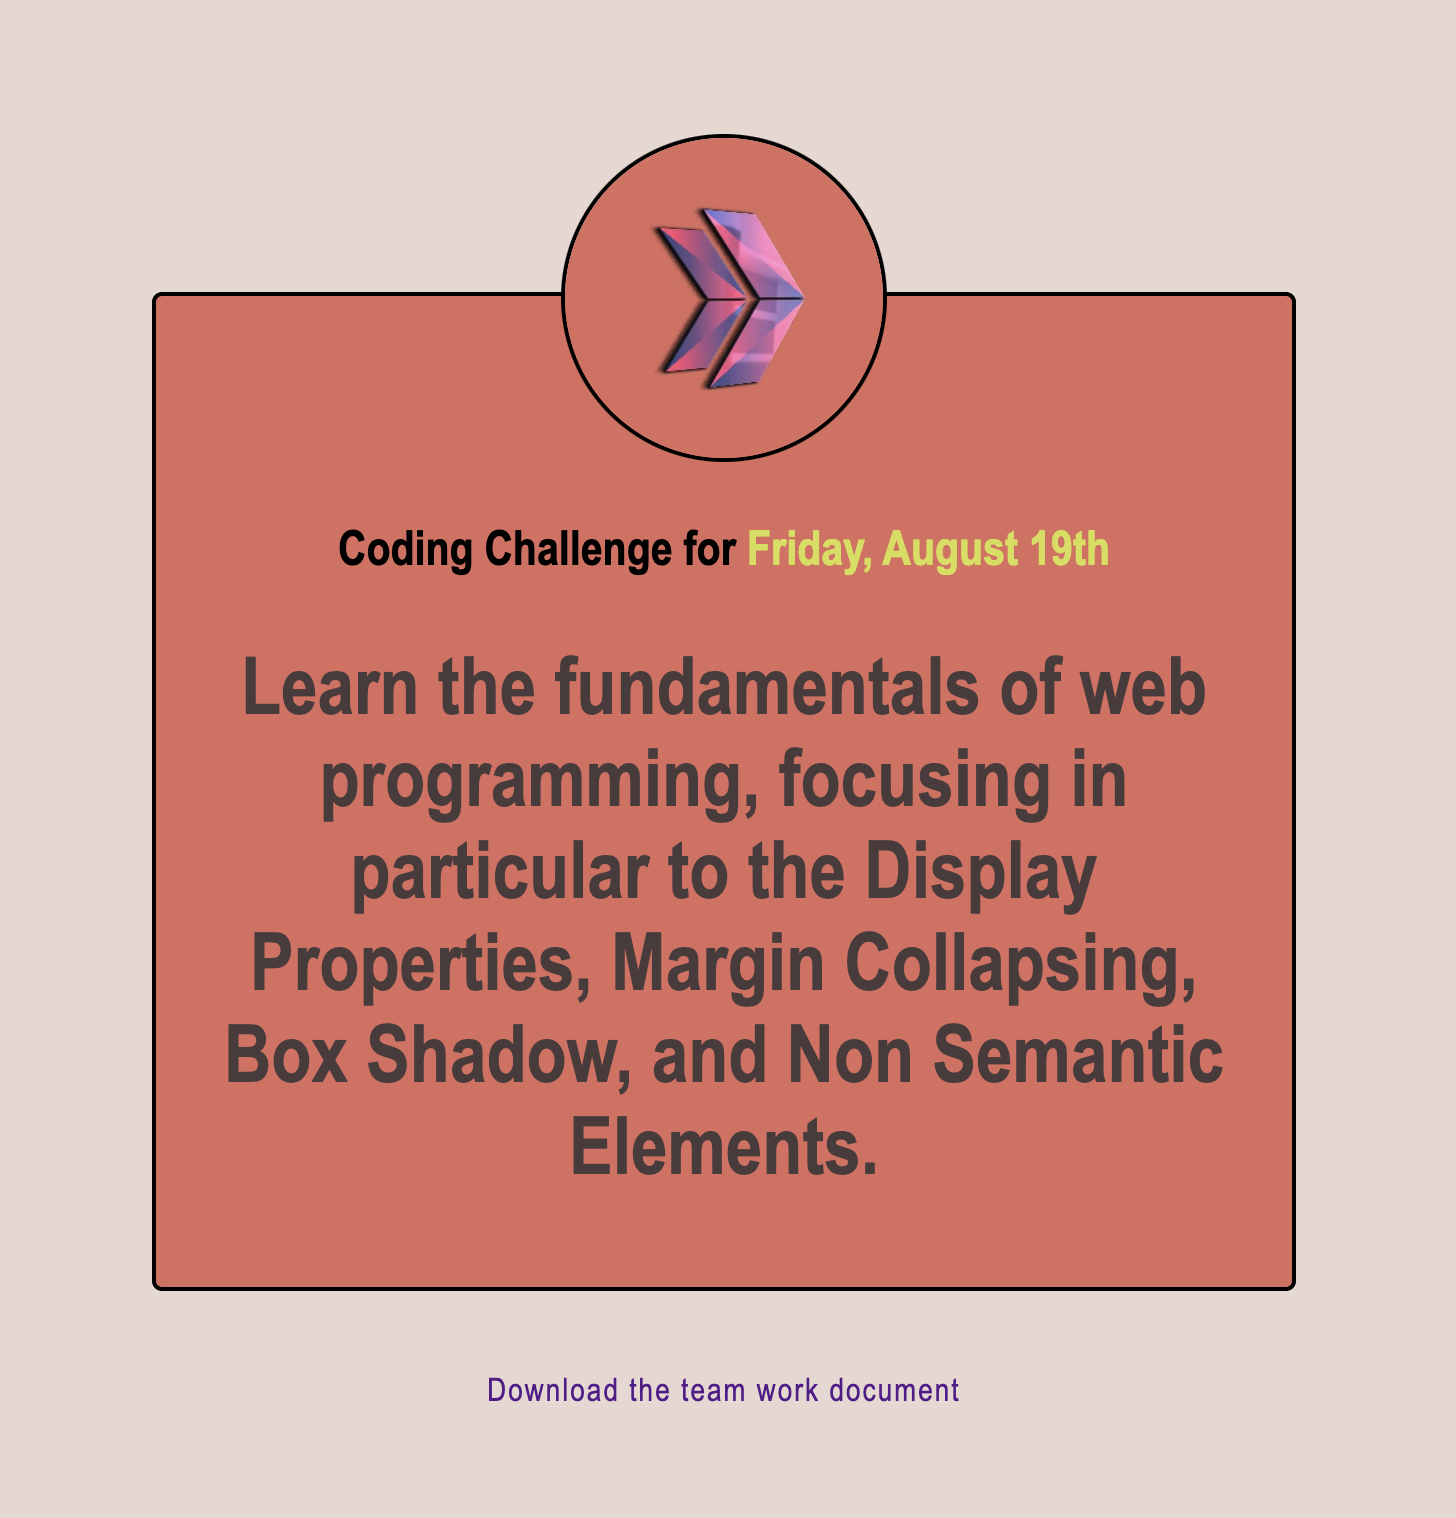 Coding Challenge for Friday, August 19th
Learn the fundamentals of web
programming, focusing in
particular to the Display
Properties, Margin Collapsing,
Box Shadow, and Non Semantic
Elements.
Download the team work document